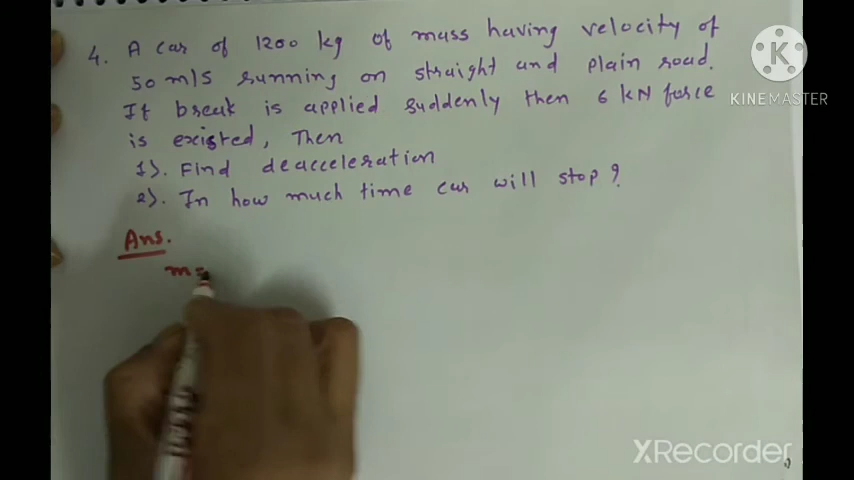 4. A car of 1200 kg of mass having velocity of
50 m/s running on straight and plain road.
If break is applied suddenly then 6 kN force
is existed, Then
1). Find deacceleration
2). In how much time car will stop?
Ans.
m =
KINEMASTER
XRecorder